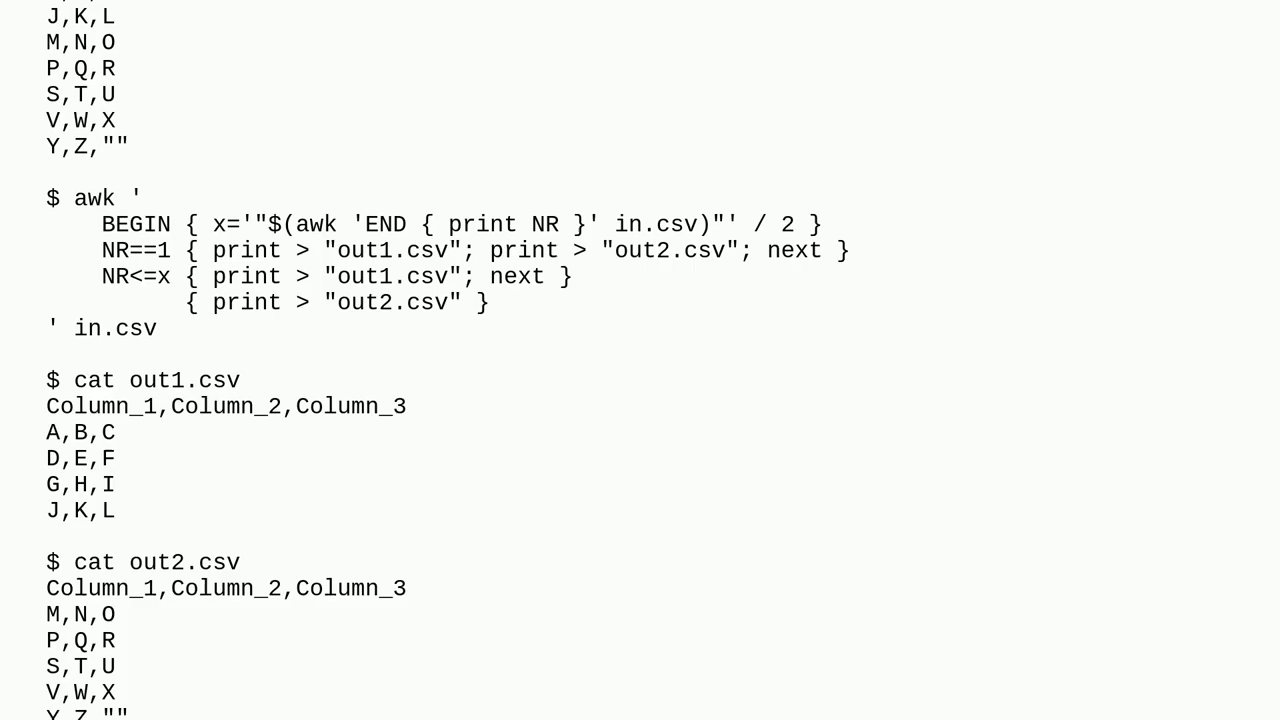 J,K,L
M,N,O
P,Q,R
S,T,U
V,W,X
Y,Z,""
$ awk '
    BEGIN { x='"$(awk 'END { print NR }' in.csv)"' / 2 }
    NR==1 { print > "out1.csv"; print > "out2.csv"; next }
    NR<=x { print > "out1.csv"; next }
          { print > "out2.csv" }
' in.csv
$ cat out1.csv
Column_1,Column_2,Column_3
A,B,C
D,E,F
G,H,I
J,K,L
$ cat out2.csv
Column_1,Column_2,Column_3
M,N,O
P,Q,R
S,T,U
V,W,X
Y,Z,""